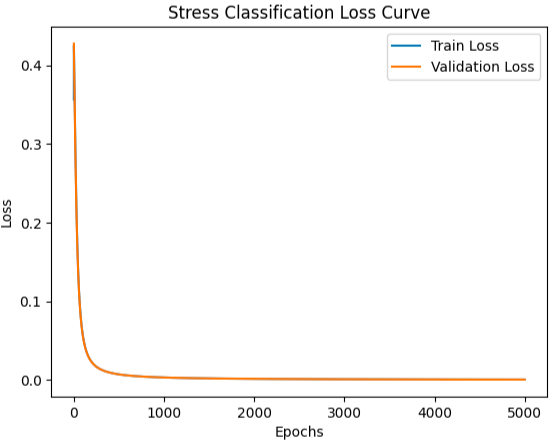 Stress Classification Loss Curve
Train Loss
Validation Loss
0.4
0.3
0.2
0.1
0.0
Loss
0
1000
2000
3000
4000
5000
Epochs